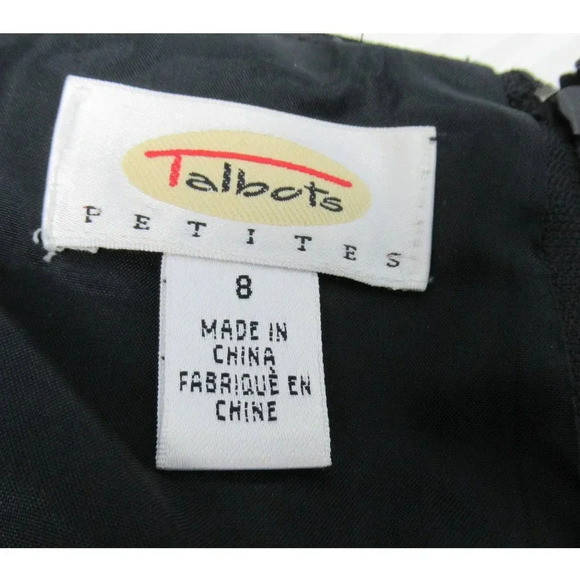 Talbots
PETITES
8
MADE IN
CHINA
FABRIQUÈ EN
CHINE